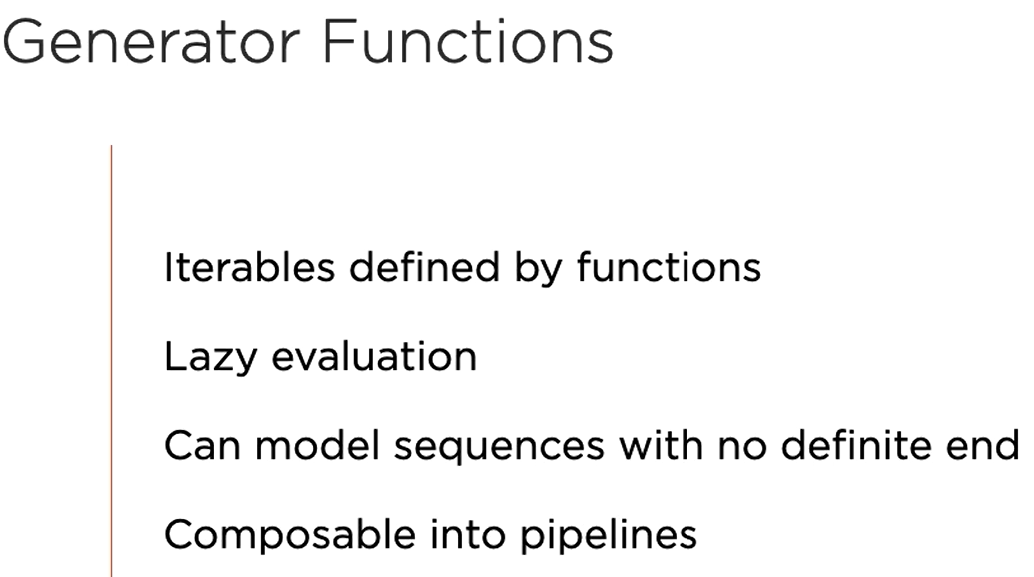 Generator Functions
Iterables defined by functions
Lazy evaluation
Can model sequences with no definite end
Composable into pipelines